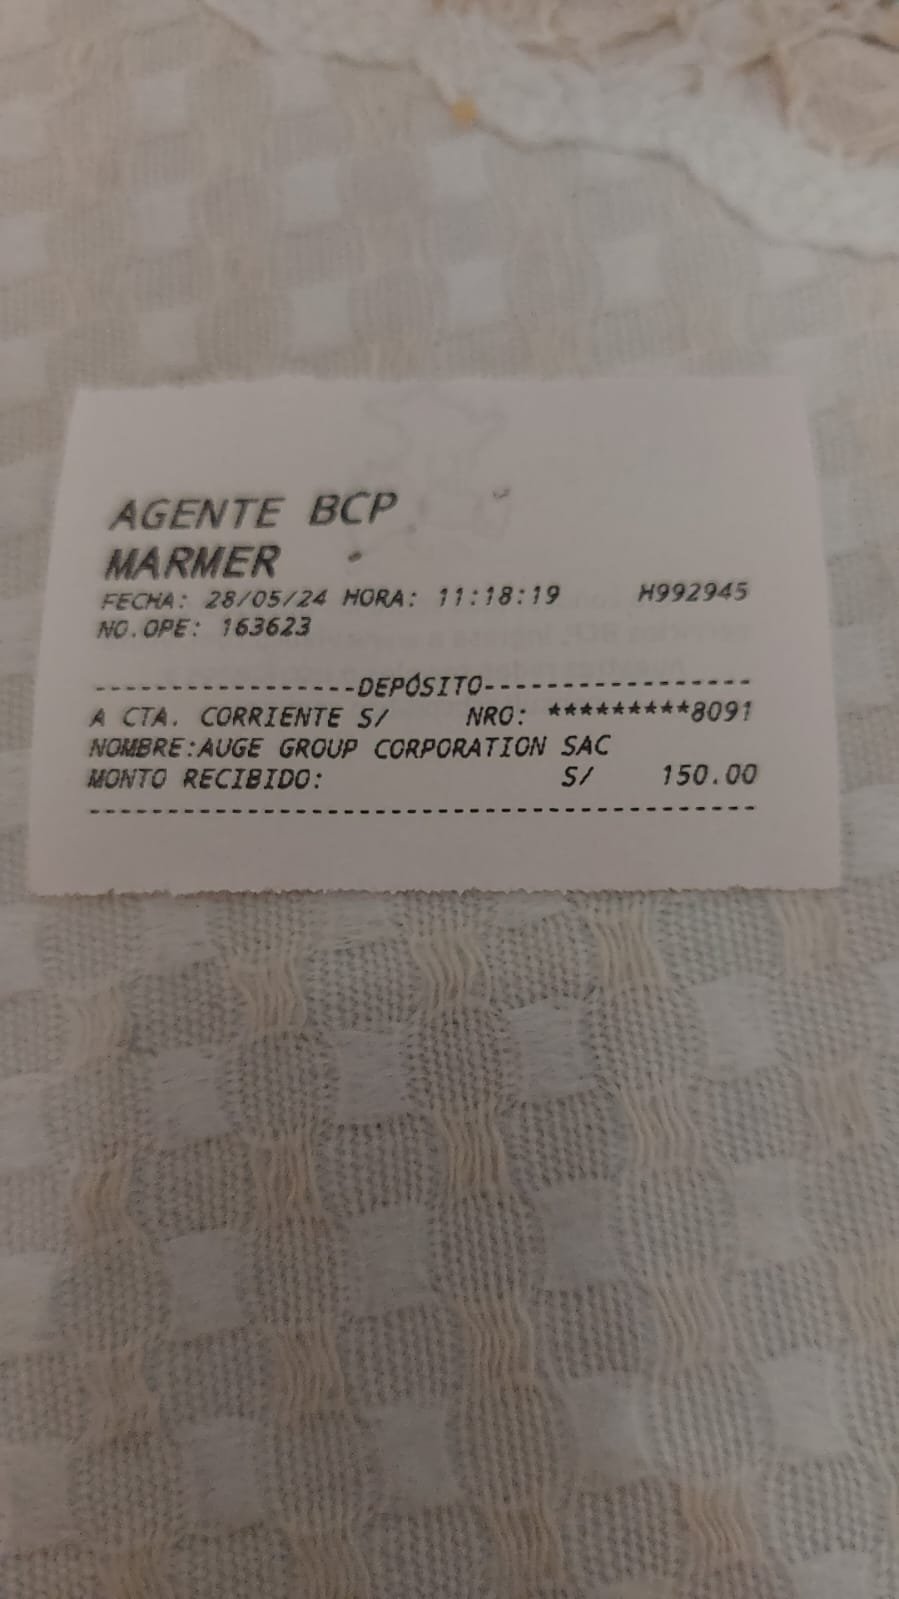 AGENTE BCP
MARMER
FECHA: 28/05/24 HORA: 11:18:19 H992945
NO.OPE: 163623
-----------------DEPÓSITO-----------------
A CTA. CORRIENTE S/ NRO: *********8091
NOMBRE:AUGE GROUP CORPORATION SAC
MONTO RECIBIDO: S/ 150.00
-------------------------------------------